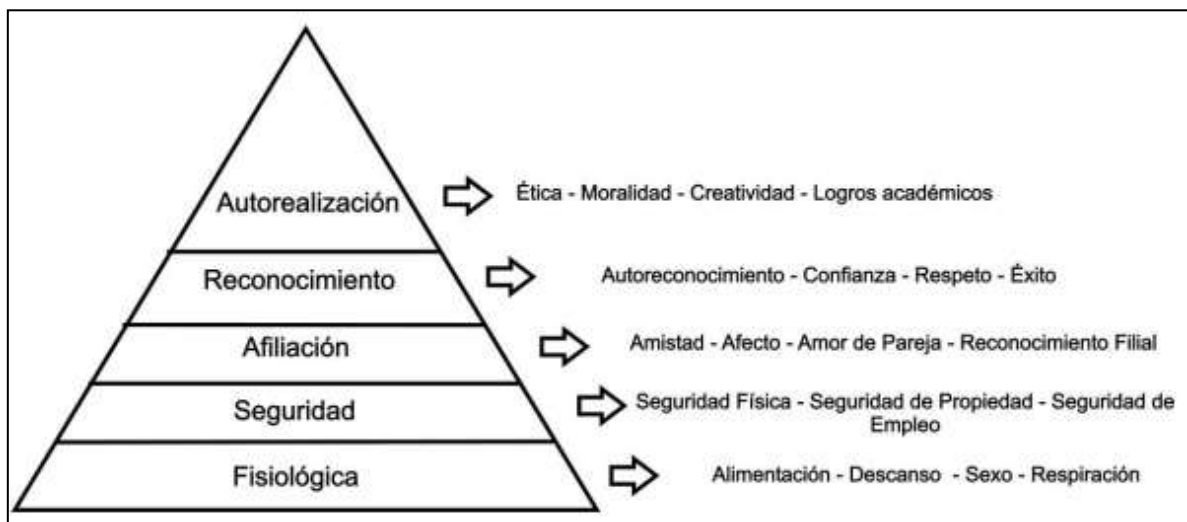 Autorealización
Ética - Moralidad - Creatividad - Logros académicos
Reconocimiento
Autoreconocimiento - Confianza - Respeto - Éxito
Afiliación
Amistad - Afecto - Amor de Pareja - Reconocimiento Filial
Seguridad
Seguridad Física - Seguridad de Propiedad - Seguridad de
Empleo
Fisiológica
Alimentación - Descanso - Sexo - Respiración